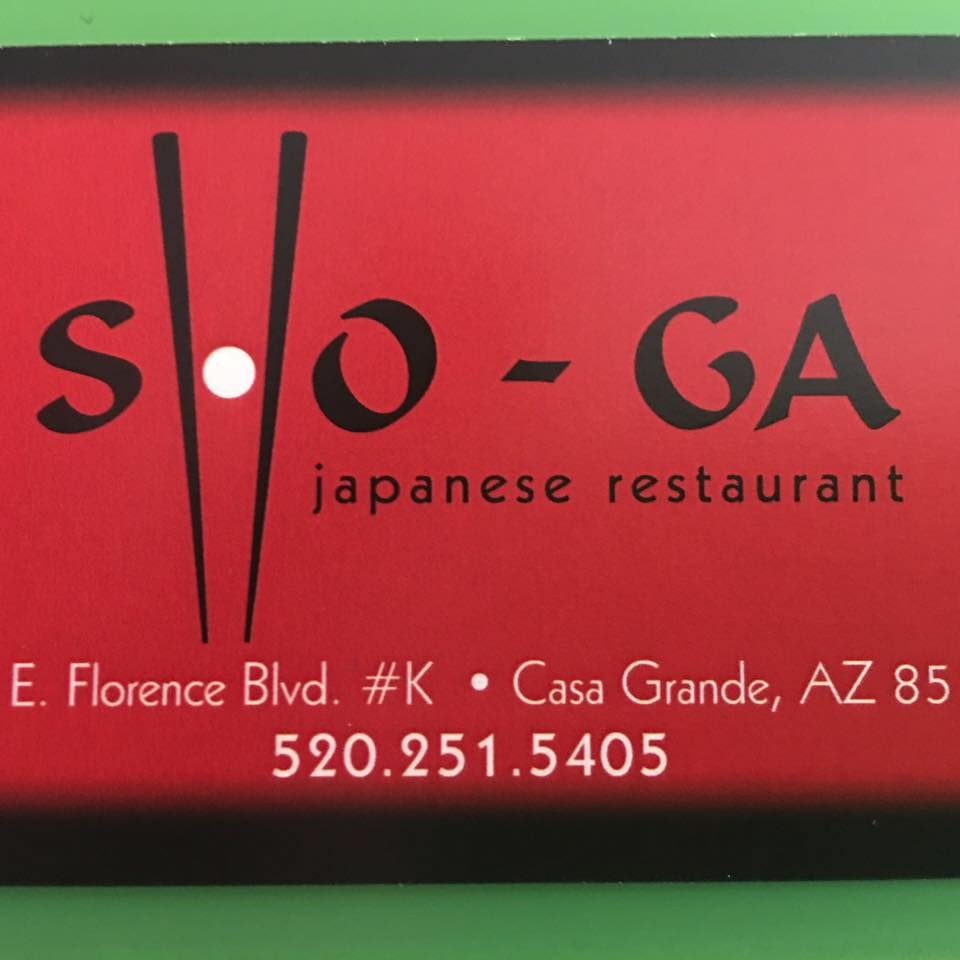 SHO - GA
japanese restaurant
E. Florence Blvd. #K • Casa Grande, AZ 85
520.251.5405